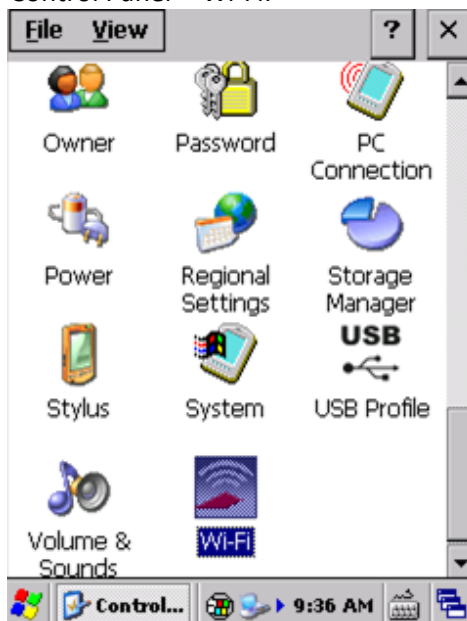 Control Panel – Wi-Fi.
File View ? ×
Owner
Password
PC
Connection
Power
Regional
Settings
Storage
Manager
USB
Stylus
System
USB Profile
Volume &
Sounds
Wi-Fi
Control... 9:36 AM